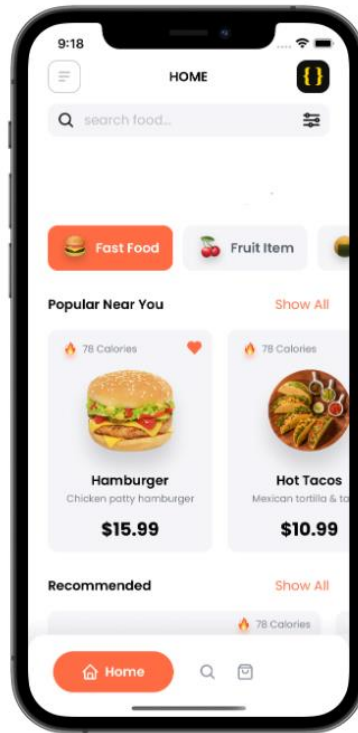 9:18
HOME
{}
search food...
Fast Food
Fruit Item
Popular Near You
Show All
78 Calories
78 Calories
Hamburger
Hot Tacos
Chicken patty hamburger
Mexican tortilla & ta
$15.99
$10.99
Recommended
Show All
78 Calories
Home